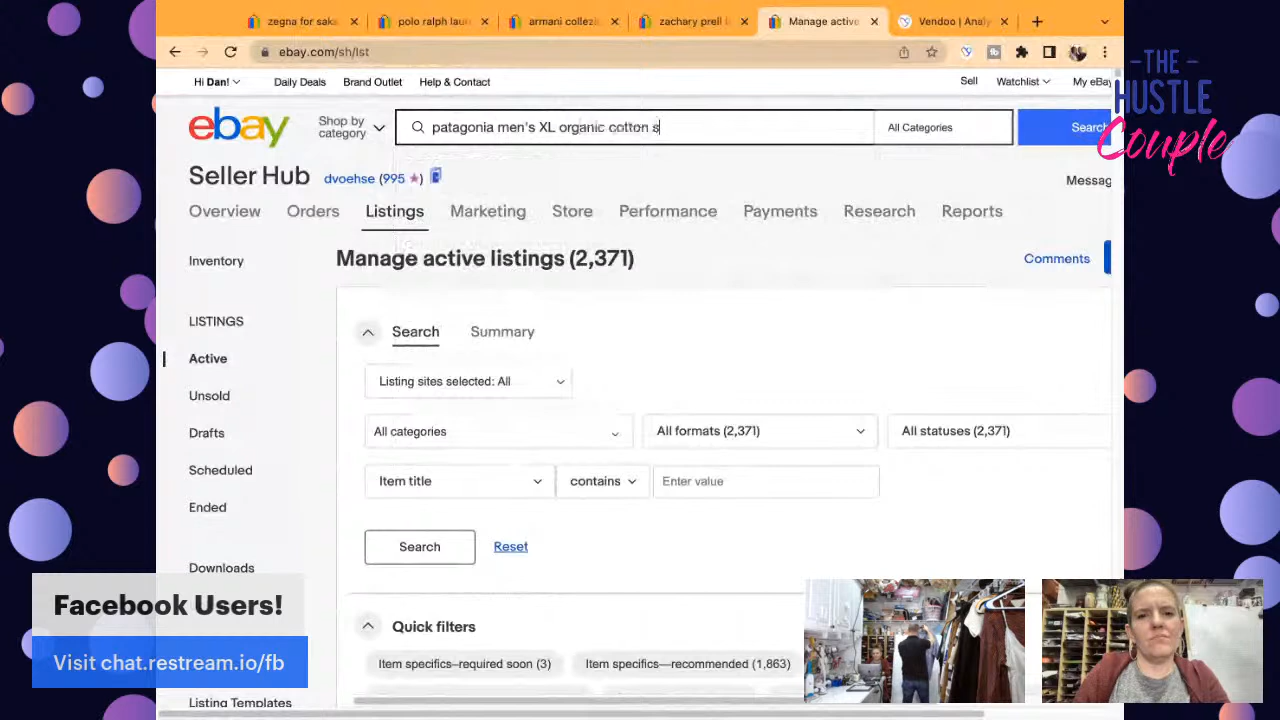 zegna for saka
polo ralph laure
armani collezio
zachary prell l
Manage active
Vendoo | Analy
ebay.com/sh/lst
Hi Dan!
Daily Deals
Brand Outlet
Help & Contact
Sell
Watchlist
My eBay
-THE-
HUSTLE
Couple
ebay
Shop by
category
patagonia men's XL organic cotton s
All Categories
Search
Seller Hub
dvoehse (995 ★)
Messag
Overview
Orders
Listings
Marketing
Store
Performance
Payments
Research
Reports
Inventory
Manage active listings (2,371)
Comments
LISTINGS
Active
Unsold
Drafts
Scheduled
Ended
Downloads
Listing Templates
Search
Summary
Listing sites selected: All
All categories
All formats (2,371)
All statuses (2,371)
Item title
contains
Enter value
Search
Reset
Quick filters
Item specifics–required soon (3)
Item specifics–recommended (1,863)
Facebook Users!
Visit chat.restream.io/fb